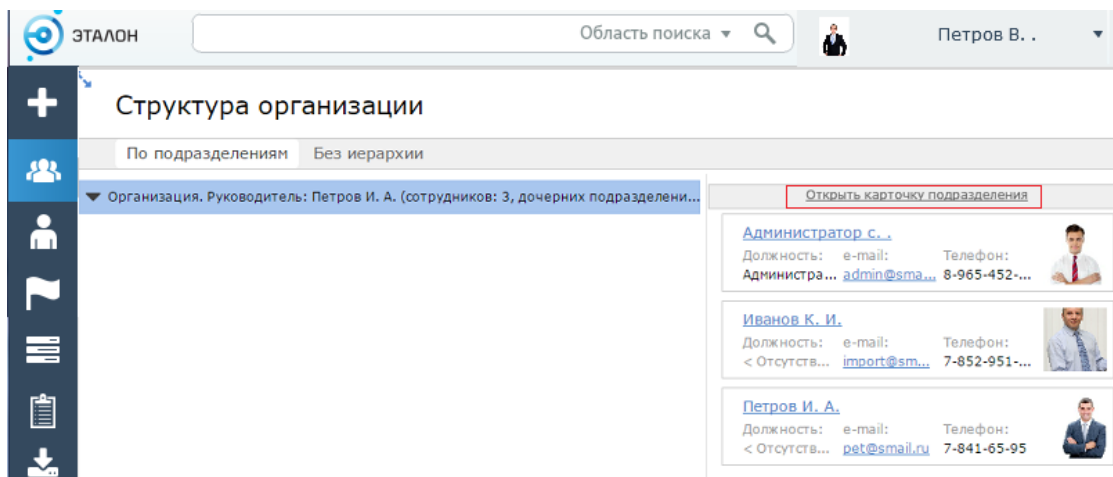 ЭТАЛОН
Область поиска
Петров В. .
Структура организации
По подразделениям Без иерархии
Организация. Руководитель: Петров И. А. (сотрудников: 3, дочерних подразделени...
Открыть карточку подразделения
Администратор с. .
Должность: e-mail: Телефон:
Администра... admin@sma... 8-965-452-...
Иванов К. И.
Должность: e-mail: Телефон:
< Отсутств... import@sm... 7-852-951-...
Петров И. А.
Должность: e-mail: Телефон:
< Отсутств... pet@smail.ru 7-841-65-95